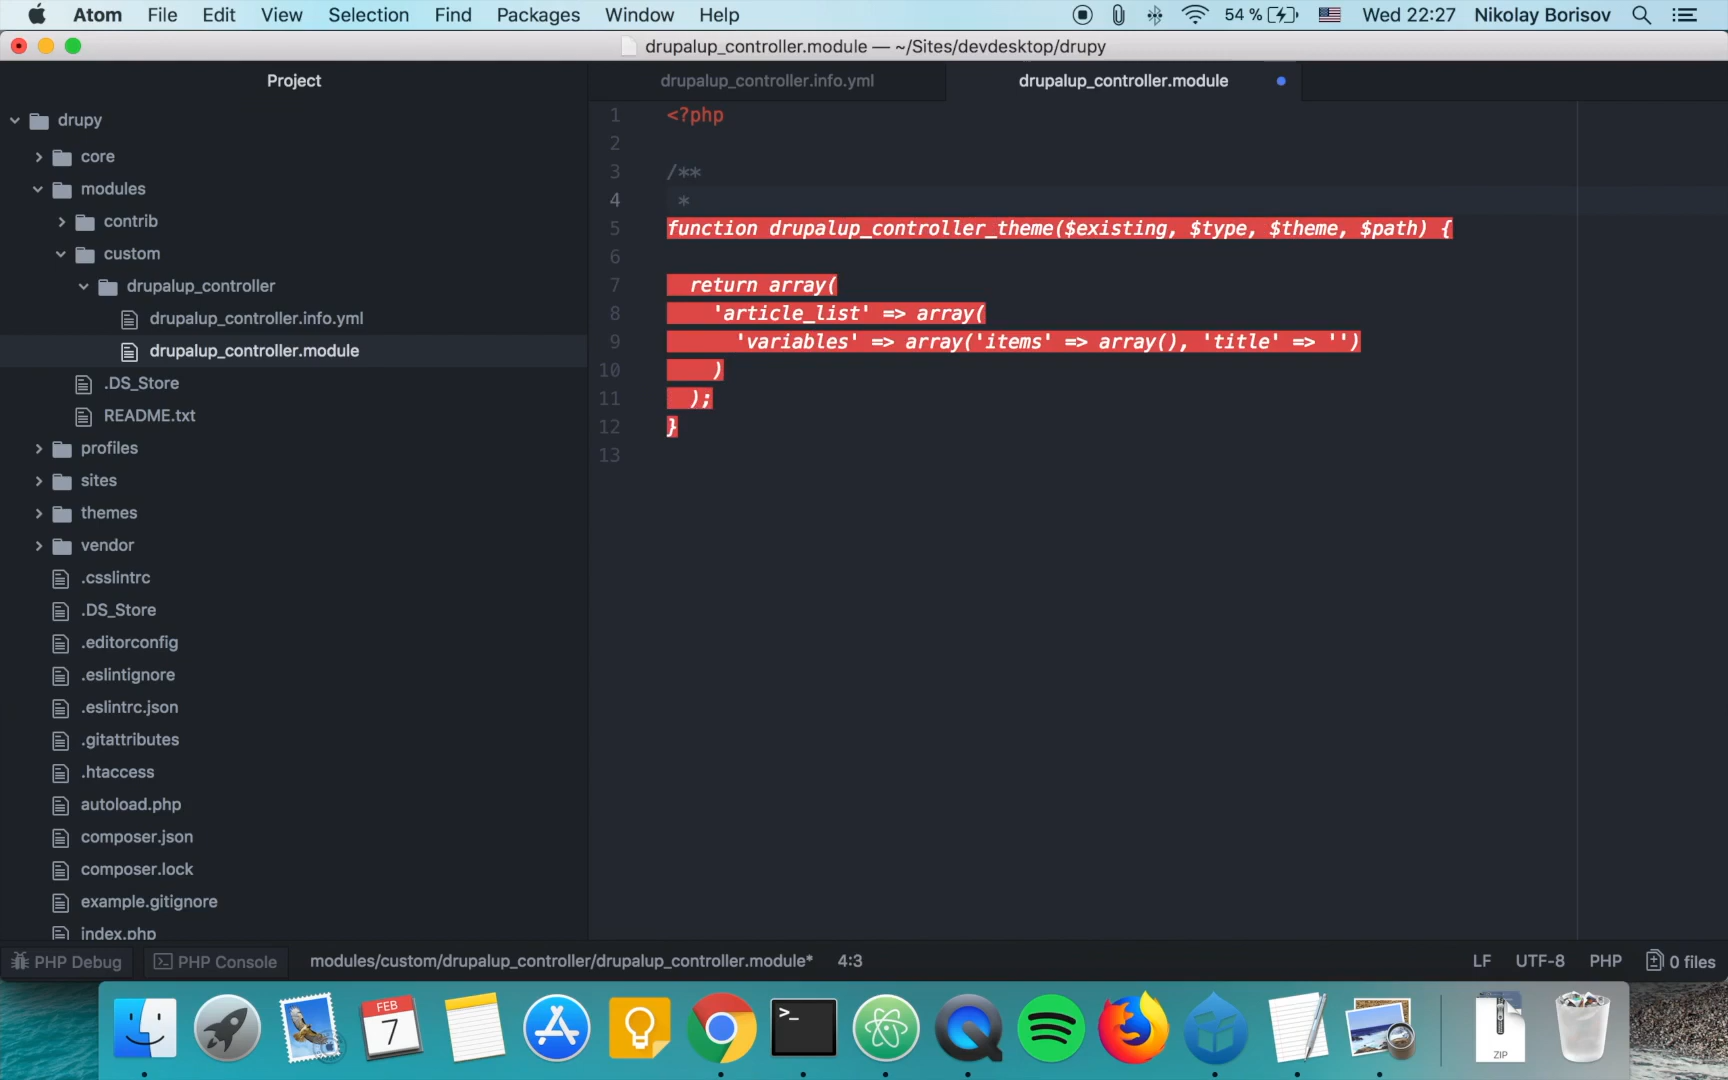 Atom File Edit View Selection Find Packages Window Help 54 % Wed 22:27 Nikolay Borisov
drupalup_controller.module — ~/Sites/devdesktop/drupy
Project
drupalup_controller.info.yml
drupalup_controller.module
drupy
core
modules
contrib
custom
drupalup_controller
drupalup_controller.info.yml
drupalup_controller.module
.DS_Store
README.txt
profiles
sites
themes
vendor
.csslintrc
.DS_Store
.editorconfig
.eslintignore
.eslintrc.json
.gitattributes
.htaccess
autoload.php
composer.json
composer.lock
example.gitignore
index.php
1 <?php
2
3 /**
4  *
5 function drupalup_controller_theme($existing, $type, $theme, $path) {
6
7   return array(
8     'article_list' => array(
9       'variables' => array('items' => array(), 'title' => '')
10     )
11   );
12 }
13
PHP Debug PHP Console modules/custom/drupalup_controller/drupalup_controller.module* 4:3 LF UTF-8 PHP 0 files
FEB
7
>_
ZIP